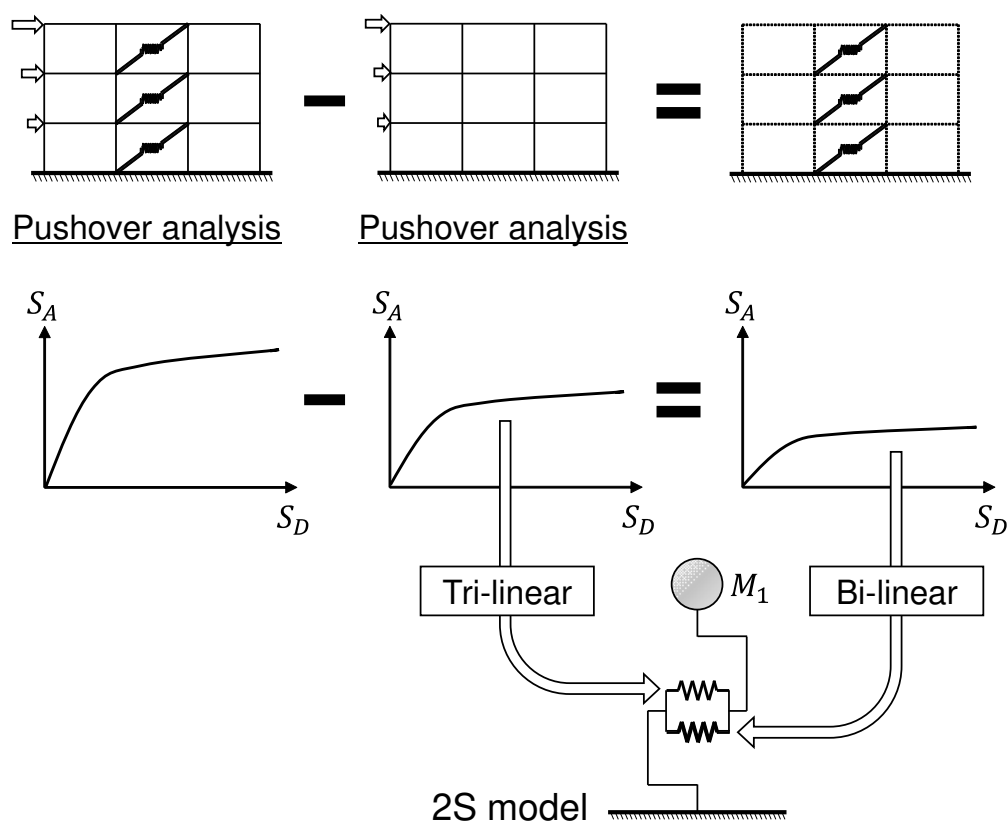 Pushover analysis
Pushover analysis
S_A
S_A
S_A
S_D
S_D
S_D
Tri-linear
M_1
Bi-linear
2S model